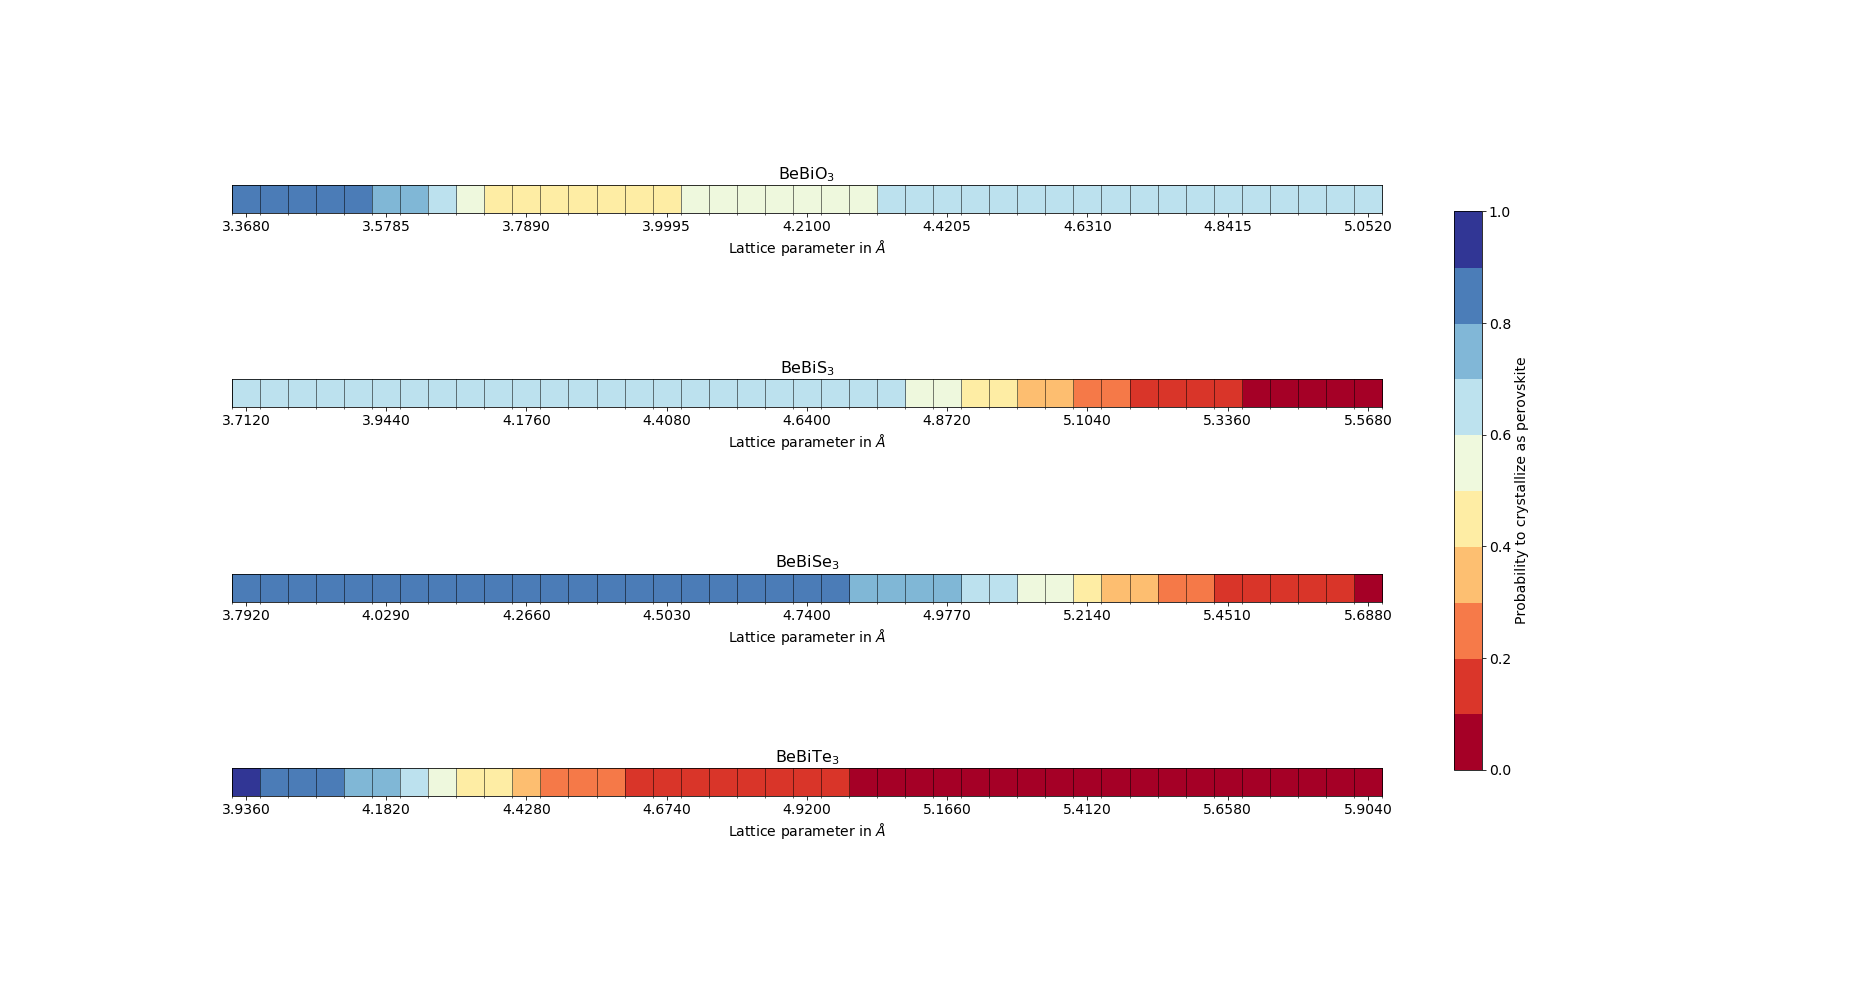 BeBiO₃
3.3680 3.5785 3.7890 3.9995 4.2100 4.4205 4.6310 4.8415 5.0520
Lattice parameter in Å
BeBiS₃
3.7120 3.9440 4.1760 4.4080 4.6400 4.8720 5.1040 5.3360 5.5680
Lattice parameter in Å
BeBiSe₃
3.7920 4.0290 4.2660 4.5030 4.7400 4.9770 5.2140 5.4510 5.6880
Lattice parameter in Å
BeBiTe₃
3.9360 4.1820 4.4280 4.6740 4.9200 5.1660 5.4120 5.6580 5.9040
Lattice parameter in Å
1.0
0.8
0.6
0.4
0.2
0.0
Probability to crystallize as perovskite